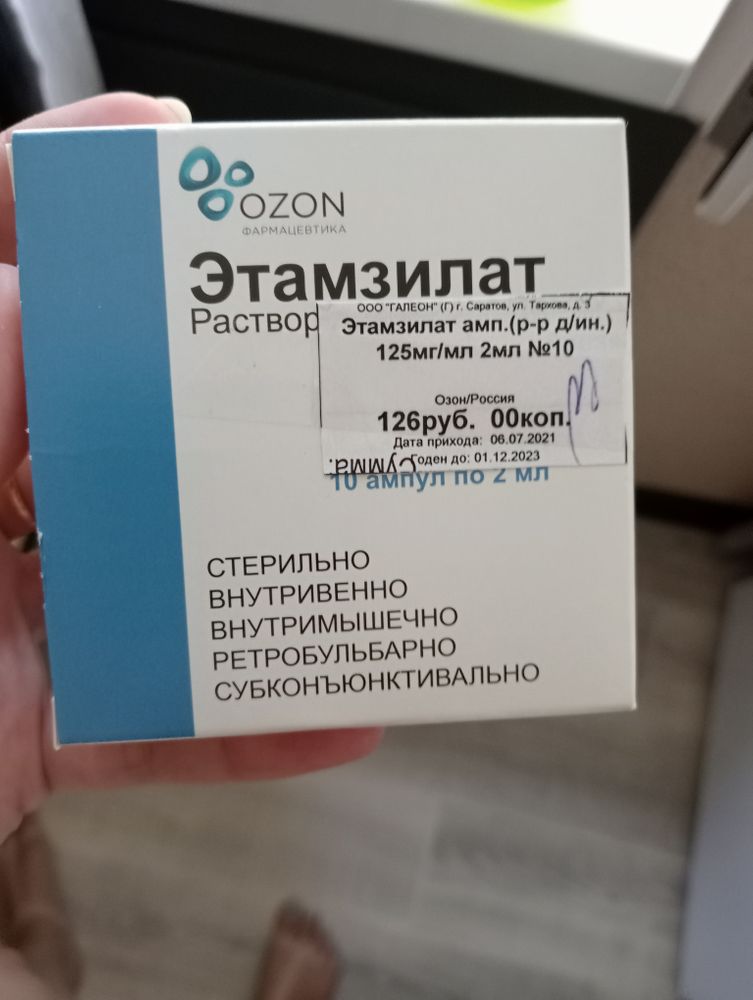 OZON
ФАРМАЦЕВТИКА
Этамзилат
Раствор
ООО "ГАЛЕОН" (Г) г. Саратов, ул. Тархова, д. 3
Этамзилат амп.(р-р д/ин.)
125мг/мл 2мл №10
Озон/Россия
126руб. 00коп.
Дата прихода: 06.07.2021
Годен до: 01.12.2023
Сумма:
10 ампул по 2 мл
СТЕРИЛЬНО
ВНУТРИВЕННО
ВНУТРИМЫШЕЧНО
РЕТРОБУЛЬБАРНО
СУБКОНЪЮНКТИВАЛЬНО